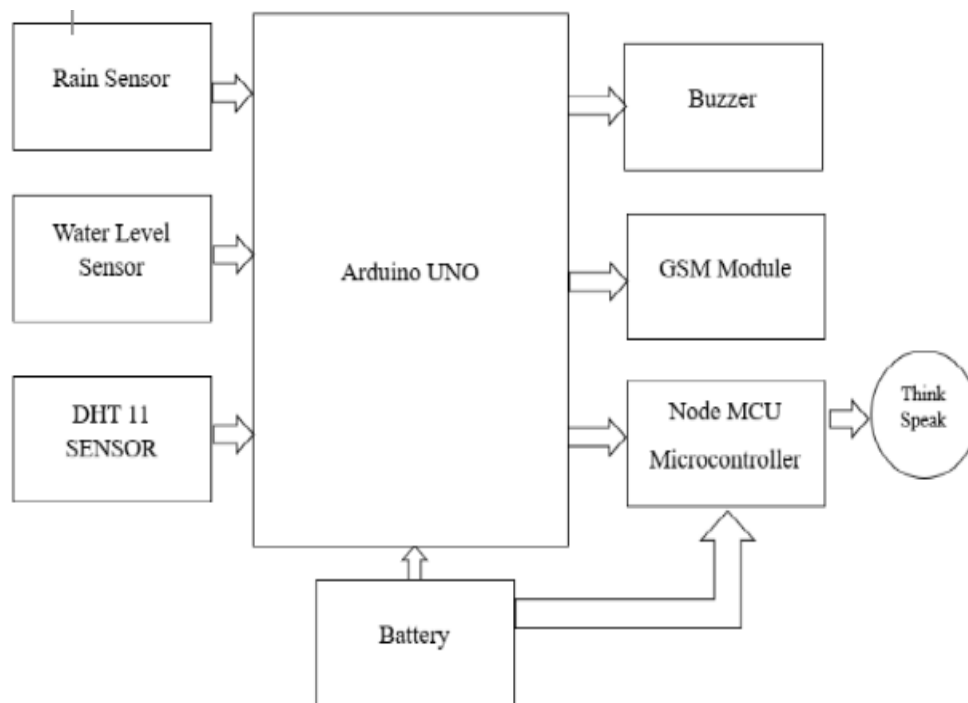 Rain Sensor
Buzzer
Water Level
Sensor
Arduino UNO
GSM Module
DHT 11
SENSOR
Node MCU
Microcontroller
Think
Speak
Battery